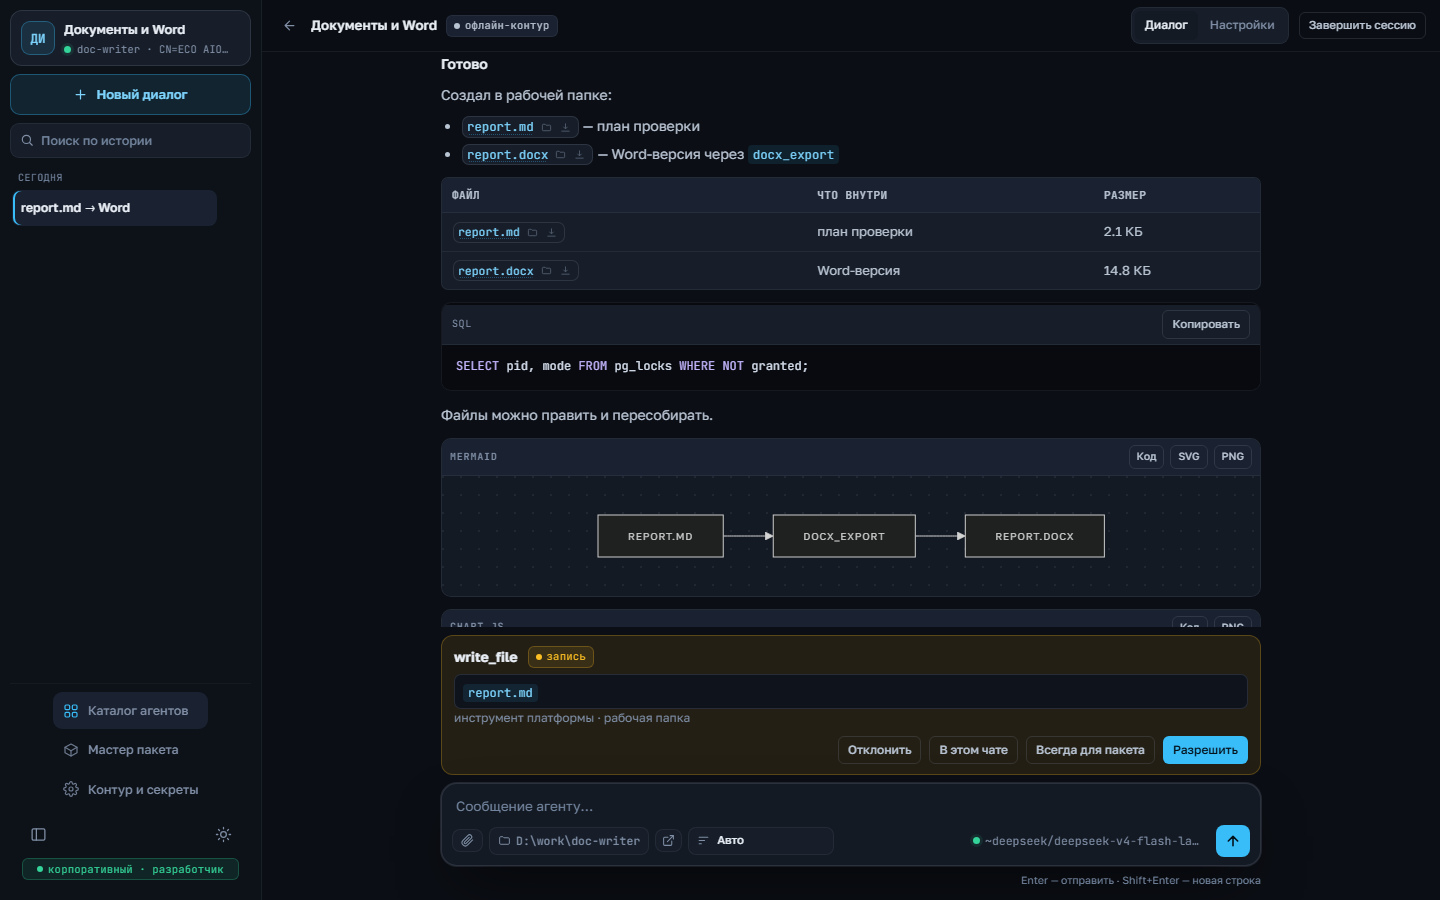 ДИ
Документы и Word
doc-writer · CN=ECO AIO…
Новый диалог
Поиск по истории
СЕГОДНЯ
report.md → Word
Каталог агентов
Мастер пакета
Контур и секреты
корпоративный · разработчик
Документы и Word
офлайн-контур
Диалог
Настройки
Завершить сессию
Готово
Создал в рабочей папке:
• report.md — план проверки
• report.docx — Word-версия через docx_export
ФАЙЛ ЧТО ВНУТРИ РАЗМЕР
report.md план проверки 2.1 КБ
report.docx Word-версия 14.8 КБ
SQL Копировать
SELECT pid, mode FROM pg_locks WHERE NOT granted;
Файлы можно править и пересобирать.
MERMAID Код SVG PNG
REPORT.MD DOCX_EXPORT REPORT.DOCX
CHART.JS Код PNG
write_file запись
report.md
инструмент платформы · рабочая папка
Отклонить В этом чате Всегда для пакета Разрешить
Сообщение агенту…
D:\work\doc-writer Авто ~deepseek/deepseek-v4-flash-la…
Enter — отправить · Shift+Enter — новая строка